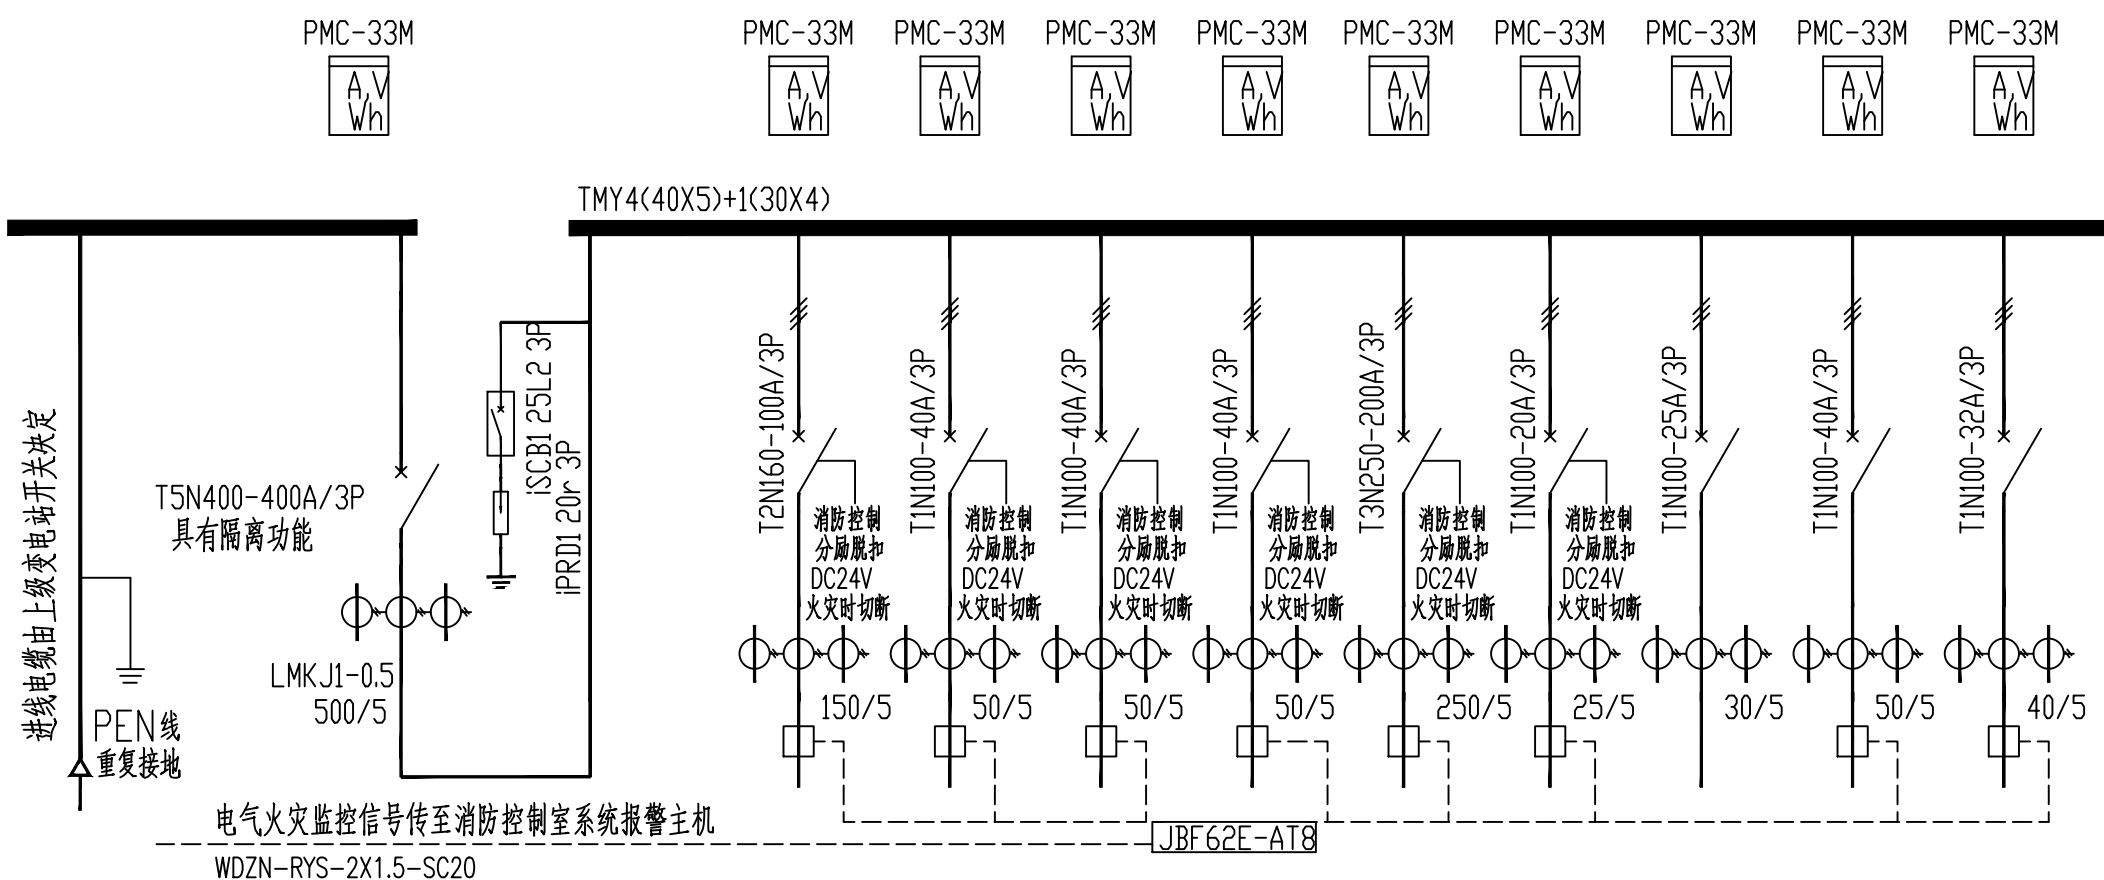 PMC-33M
PMC-33M
PMC-33M
PMC-33M
PMC-33M
PMC-33M
PMC-33M
PMC-33M
PMC-33M
PMC-33M
A,V
Wh
A,V
Wh
A,V
Wh
A,V
Wh
A,V
Wh
A,V
Wh
A,V
Wh
A,V
Wh
A,V
Wh
A,V
Wh
TMY4(40X5)+1(30X4)
进线电缆由上级变电站开关决定
PEN线
重复接地
T5N400-400A/3P
具有隔离功能
LMKJ1-0.5
500/5
iSCB1 25L2 3P
iPRD1 20r 3P
T2N160-100A/3P
消防控制
分励脱扣
DC24V
火灾时切断
150/5
T1N100-40A/3P
消防控制
分励脱扣
DC24V
火灾时切断
50/5
T1N100-40A/3P
消防控制
分励脱扣
DC24V
火灾时切断
50/5
T1N100-40A/3P
消防控制
分励脱扣
DC24V
火灾时切断
50/5
T3N250-200A/3P
消防控制
分励脱扣
DC24V
火灾时切断
250/5
T1N100-20A/3P
消防控制
分励脱扣
DC24V
火灾时切断
25/5
T1N100-25A/3P
30/5
T1N100-40A/3P
50/5
T1N100-32A/3P
40/5
电气火灾监控信号传至消防控制室系统报警主机
JBF62E-AT8
WDZN-RYS-2X1.5-SC20